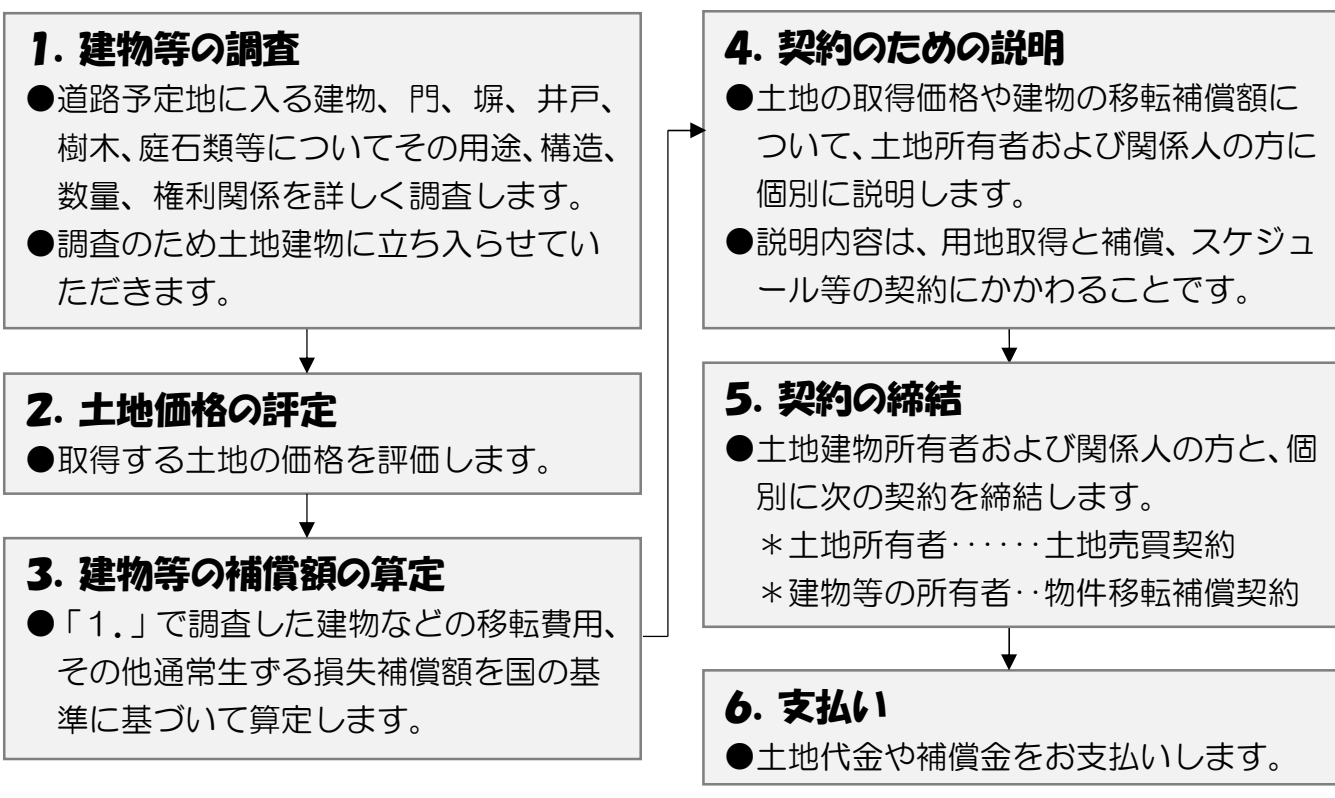 1. 建物等の調査
●道路予定地に入る建物、門、塀、井戸、
樹木、庭石類等についてその用途、構造、
数量、権利関係を詳しく調査します。
●調査のため土地建物に立ち入らせてい
ただきます。
2. 土地価格の評定
●取得する土地の価格を評価します。
3. 建物等の補償額の算定
●「1.」で調査した建物などの移転費用、
その他通常生ずる損失補償額を国の基
準に基づいて算定します。
4. 契約のための説明
●土地の取得価格や建物の移転補償額に
ついて、土地所有者および関係人の方に
個別に説明します。
●説明内容は、用地取得と補償、スケジュ
ール等の契約にかかわることです。
5. 契約の締結
●土地建物所有者および関係人の方と、個
別に次の契約を締結します。
＊土地所有者‥‥‥土地売買契約
＊建物等の所有者‥物件移転補償契約
6. 支払い
●土地代金や補償金をお支払いします。